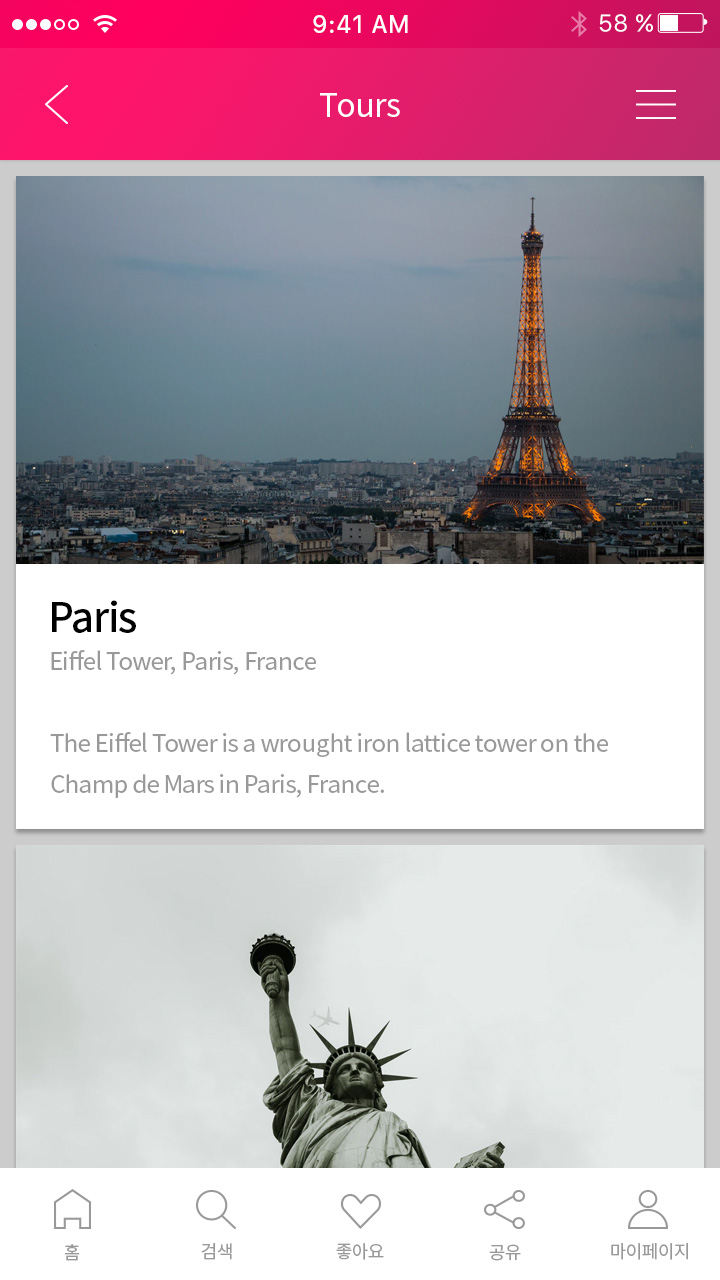 9:41 AM
58 %
Tours
Paris
Eiffel Tower, Paris, France
The Eiffel Tower is a wrought iron lattice tower on the
Champ de Mars in Paris, France.
홈
검색
좋아요
공유
마이페이지